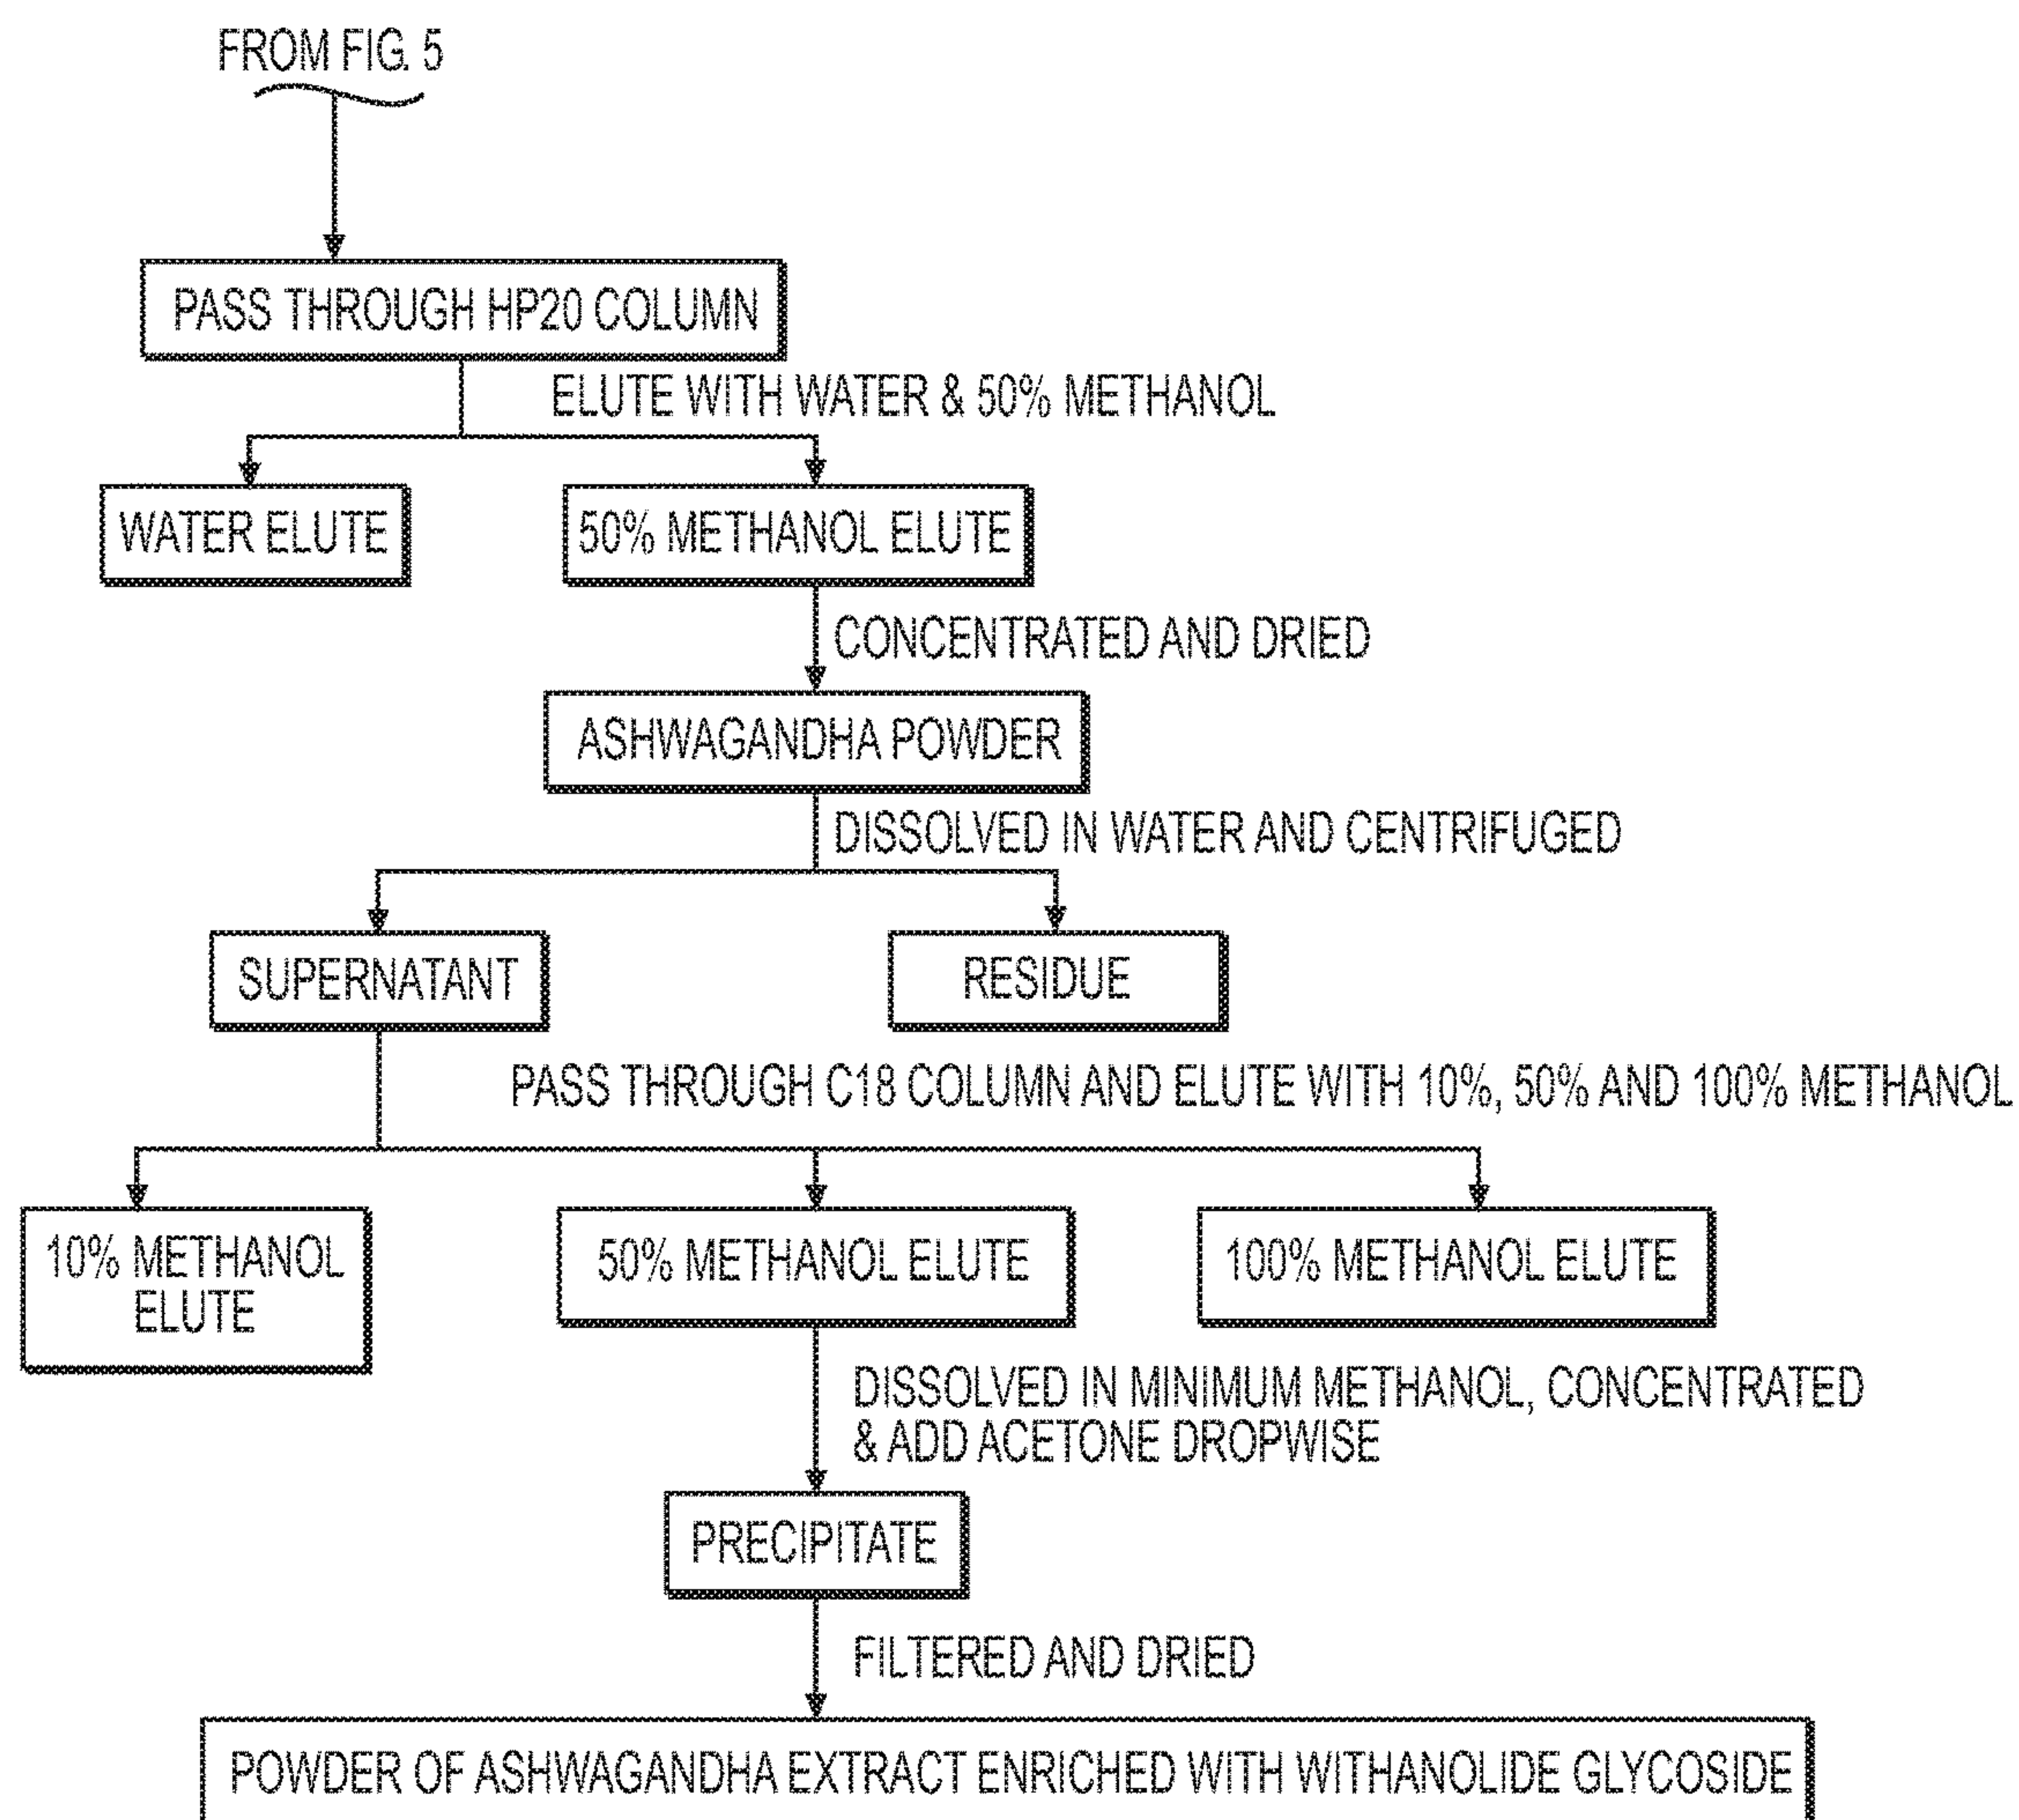 FROM FIG. 5
PASS THROUGH HP20 COLUMN
ELUTE WITH WATER & 50% METHANOL
WATER ELUTE
50% METHANOL ELUTE
CONCENTRATED AND DRIED
ASHWAGANDHA POWDER
DISSOLVED IN WATER AND CENTRIFUGED
SUPERNATANT
RESIDUE
PASS THROUGH C18 COLUMN AND ELUTE WITH 10%, 50% AND 100% METHANOL
10% METHANOL
ELUTE
50% METHANOL ELUTE
100% METHANOL ELUTE
DISSOLVED IN MINIMUM METHANOL, CONCENTRATED
& ADD ACETONE DROPWISE
PRECIPITATE
FILTERED AND DRIED
POWDER OF ASHWAGANDHA EXTRACT ENRICHED WITH WITHANOLIDE GLYCOSIDE